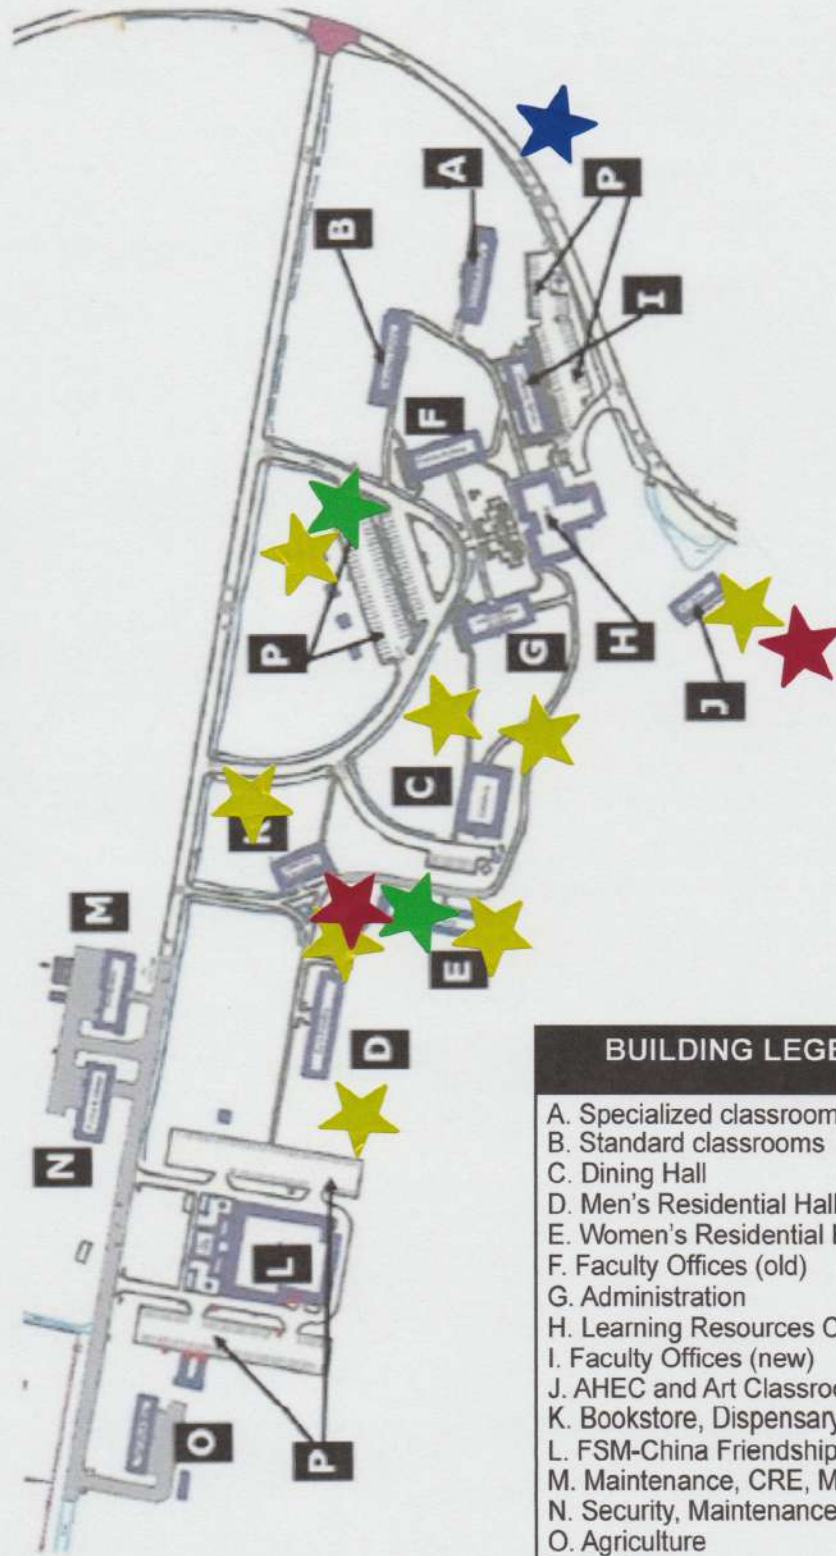 A
B
P
I
F
P
G
H
J
C
M
E
D
N
L
O
P
BUILDING LEGE
A. Specialized classroom
B. Standard classrooms
C. Dining Hall
D. Men's Residential Hall
E. Women's Residential
F. Faculty Offices (old)
G. Administration
H. Learning Resources C
I. Faculty Offices (new)
J. AHEC and Art Classroo
K. Bookstore, Dispensary
L. FSM-China Friendship
M. Maintenance, CRE, M
N. Security, Maintenance
O. Agriculture